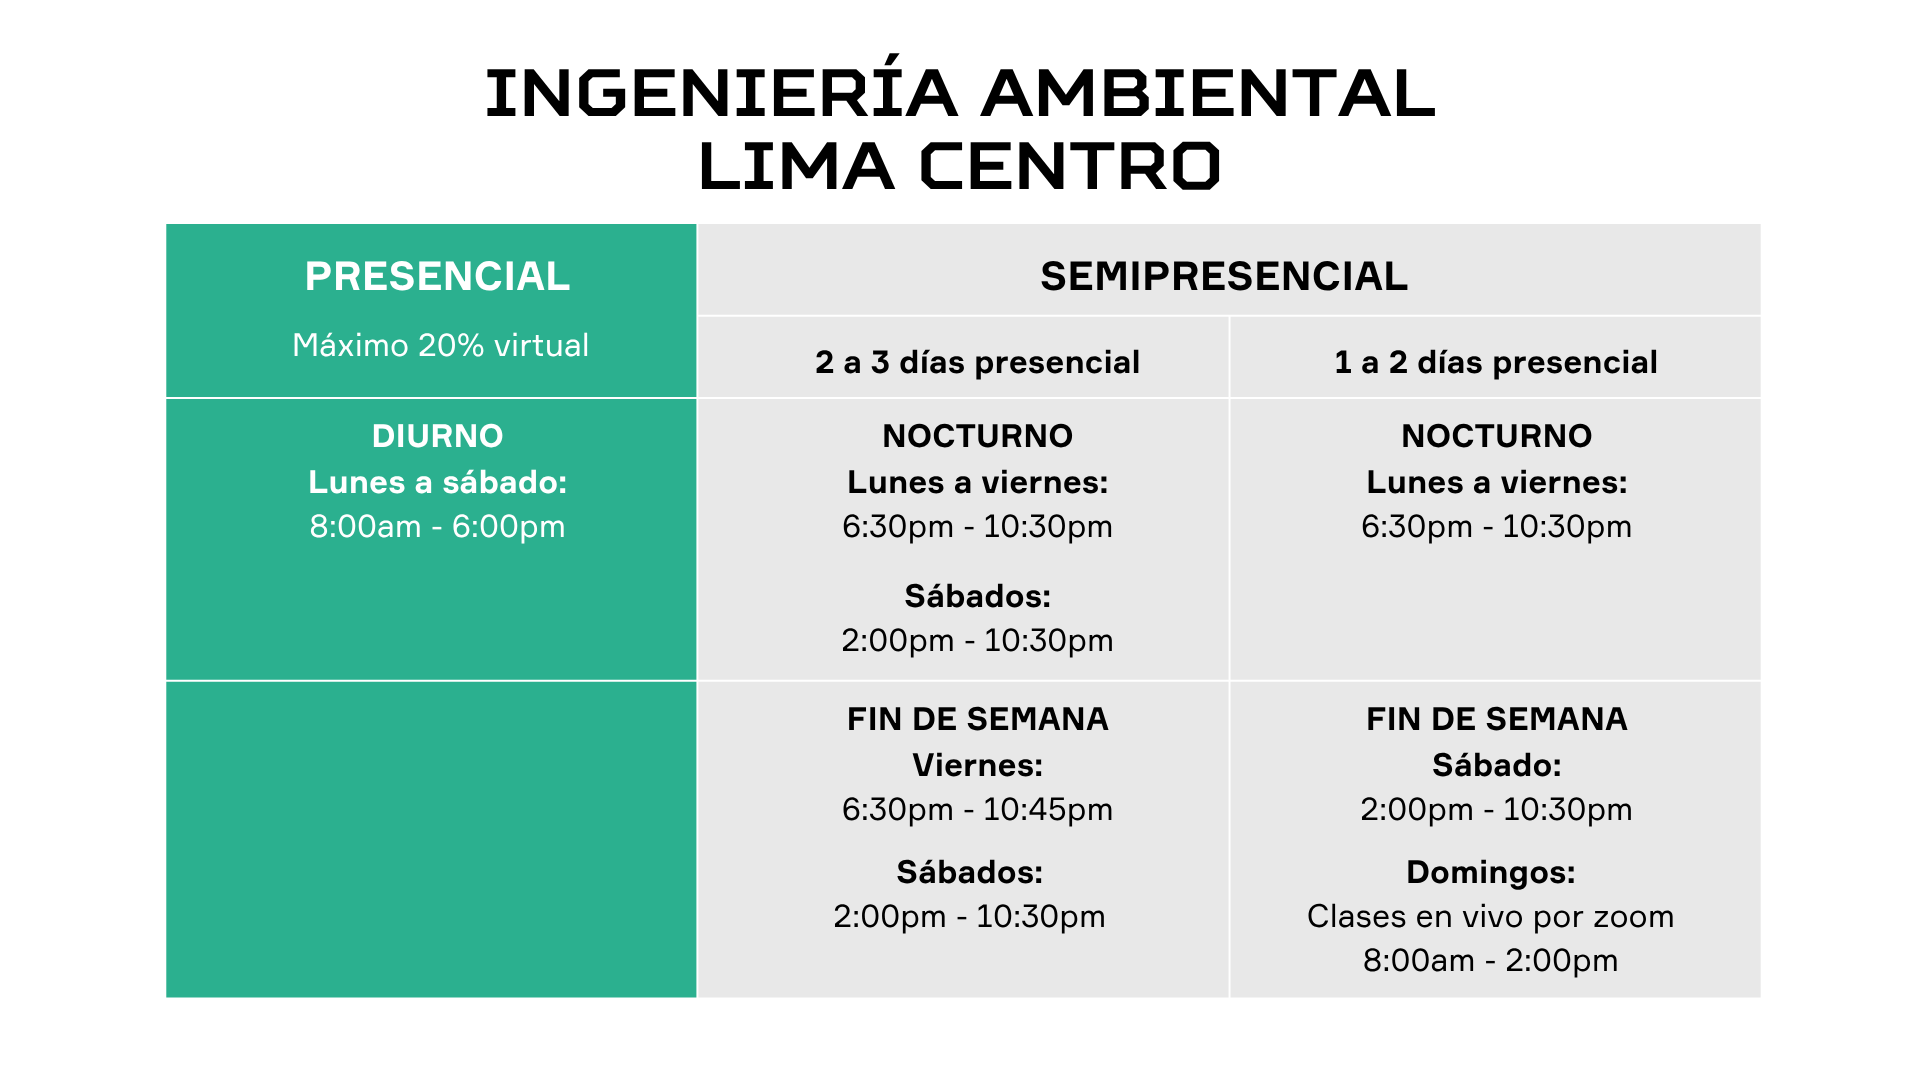 INGENIERÍA AMBIENTAL
LIMA CENTRO
PRESENCIAL
Máximo 20% virtual
SEMIPRESENCIAL
2 a 3 días presencial
1 a 2 días presencial
DIURNO
Lunes a sábado:
8:00am - 6:00pm
NOCTURNO
Lunes a viernes:
6:30pm - 10:30pm
Sábados:
2:00pm - 10:30pm
NOCTURNO
Lunes a viernes:
6:30pm - 10:30pm
FIN DE SEMANA
Viernes:
6:30pm - 10:45pm
Sábados:
2:00pm - 10:30pm
FIN DE SEMANA
Sábado:
2:00pm - 10:30pm
Domingos:
Clases en vivo por zoom
8:00am - 2:00pm